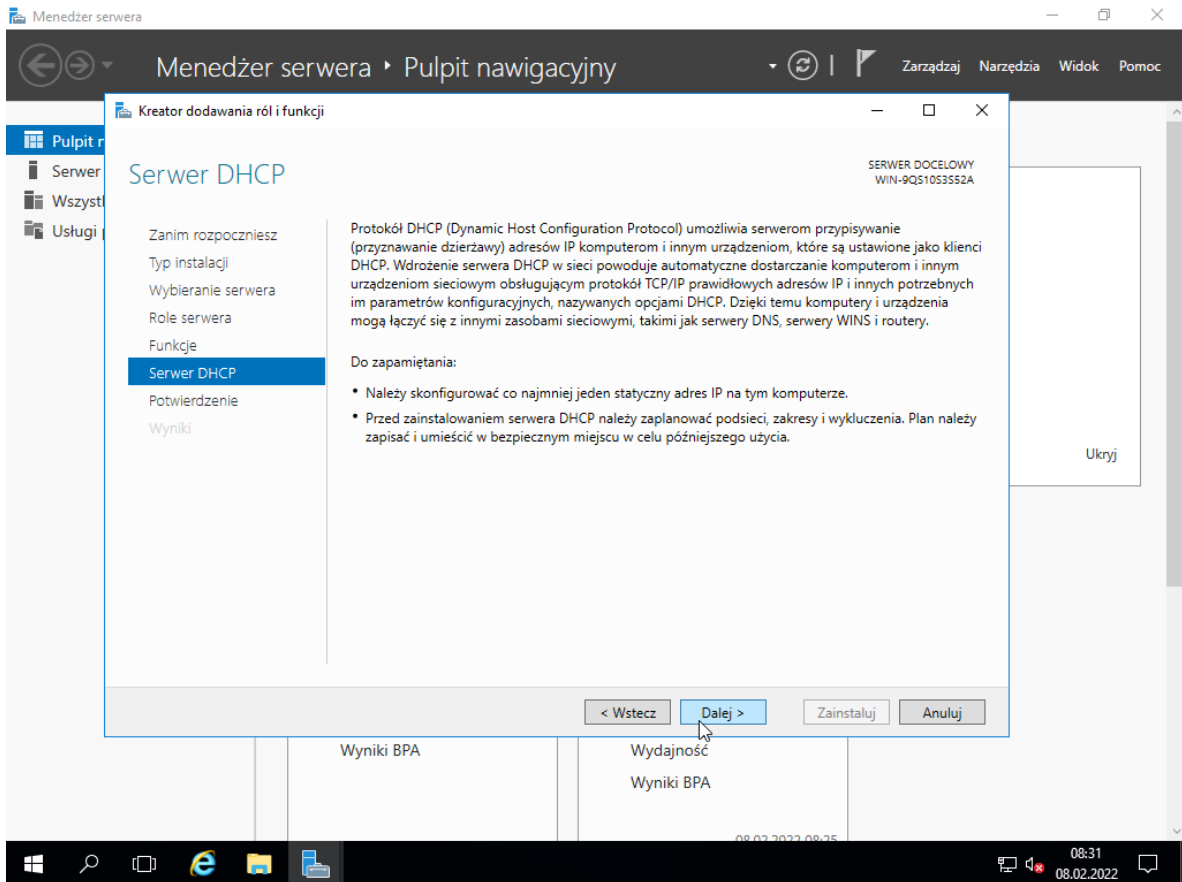 Menedżer serwera
Menedżer serwera
Pulpit nawigacyjny
Zarządzaj
Narzędzia
Widok
Pomoc
Pulpit
Serwer
Usługi
Ukryj
Kreator dodawania ról i funkcji
Serwer DHCP
SERWER DOCELOWY
WIN-9QS10S3S52A
Zanim rozpoczniesz
Typ instalacji
Wybieranie serwera
Role serwera
Funkcje
Serwer DHCP
Potwierdzenie
Wyniki
Protokół DHCP (Dynamic Host Configuration Protocol) umożliwia serwerom przypisywanie
(przyznawanie dzierżawy) adresów IP komputerom i innym urządzeniom, które są ustawione jako klienci
DHCP. Wdrożenie serwera DHCP w sieci powoduje automatyczne dostarczanie komputerom i innym
urządzeniom sieciowym obsługującym protokół TCP/IP prawidłowych adresów IP i innych potrzebnych
im parametrów konfiguracyjnych, nazywanych opcjami DHCP. Dzięki temu komputery i urządzenia
mogą łączyć się z innymi zasobami sieciowymi, takimi jak serwery DNS, serwery WINS i routery.
Do zapamiętania:
• Należy skonfigurować co najmniej jeden statyczny adres IP na tym komputerze.
• Przed zainstalowaniem serwera DHCP należy zaplanować podsieci, zakresy i wykluczenia. Plan należy
zapisać i umieścić w bezpiecznym miejscu w celu późniejszego użycia.
< Wstecz
Dalej >
Zainstaluj
Anuluj
Wyniki BPA
Wydajność
Wyniki BPA
08.02.2022 08:25
08:31
08.02.2022